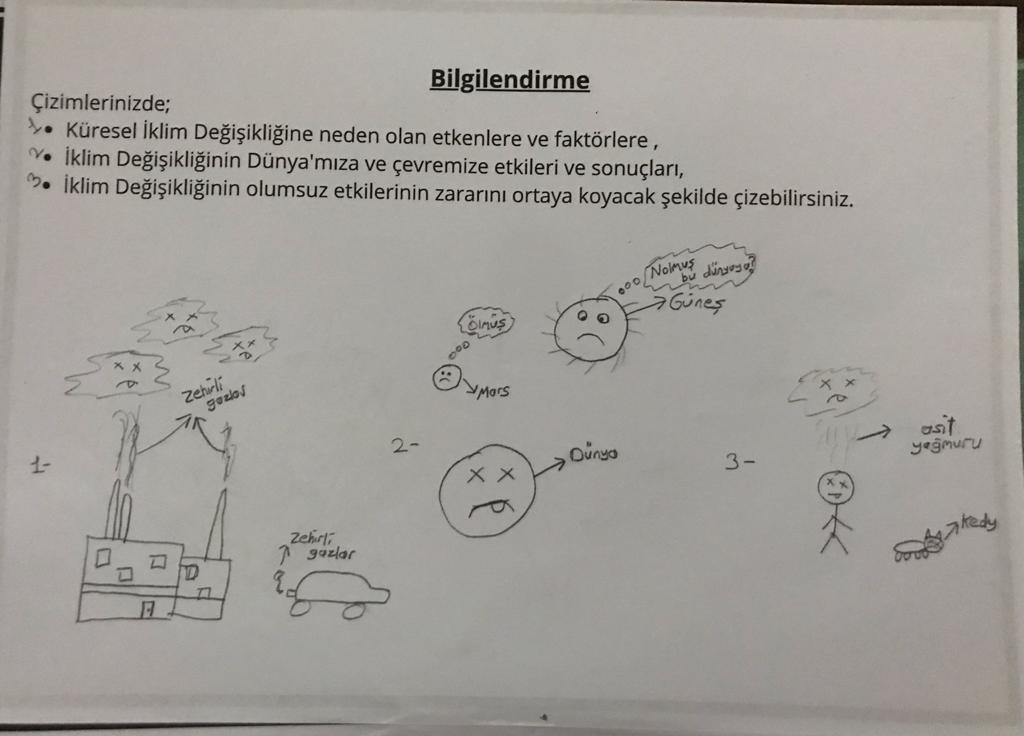 Bilgilendirme
Çizimlerinizde;
1 • Küresel İklim Değişikliğine neden olan etkenlere ve faktörlere ,
2 • İklim Değişikliğinin Dünya'mıza ve çevremize etkileri ve sonuçları,
3 • İklim Değişikliğinin olumsuz etkilerinin zararını ortaya koyacak şekilde çizebilirsiniz.
1-
Zehirli
gazlar
Zehirli
gazlar
2-
Ölmüş
Mars
Nolmuş
bu dünyaya?
Güneş
Dünya
3-
asit
yağmuru
Kedy